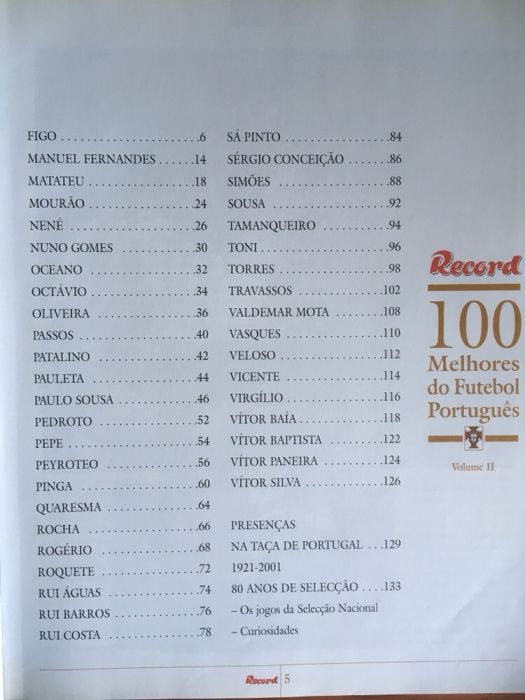 FIGO . . . . . . . . . . . . . . . . . . . . . .6
MANUEL FERNANDES . . . . . .14
MATATEU . . . . . . . . . . . . . . . . .18
MOURÃO . . . . . . . . . . . . . . . . .24
NENÉ . . . . . . . . . . . . . . . . . . . .26
NUNO GOMES . . . . . . . . . . . .30
OCEANO . . . . . . . . . . . . . . . . .32
OCTÁVIO . . . . . . . . . . . . . . . . .34
OLIVEIRA . . . . . . . . . . . . . . . . .36
PASSOS . . . . . . . . . . . . . . . . . .40
PATALINO . . . . . . . . . . . . . . . .42
PAULETA . . . . . . . . . . . . . . . . .44
PAULO SOUSA . . . . . . . . . . . . .46
PEDROTO . . . . . . . . . . . . . . . . .52
PEPE . . . . . . . . . . . . . . . . . . . . .54
PEYROTEO . . . . . . . . . . . . . . . .56
PINGA . . . . . . . . . . . . . . . . . . .60
QUARESMA . . . . . . . . . . . . . . .64
ROCHA . . . . . . . . . . . . . . . . . .66
ROGÉRIO . . . . . . . . . . . . . . . . .68
ROQUETE . . . . . . . . . . . . . . . . .72
RUI ÁGUAS . . . . . . . . . . . . . . .74
RUI BARROS . . . . . . . . . . . . . .76
RUI COSTA . . . . . . . . . . . . . . .78
SÁ PINTO . . . . . . . . . . . . . . . . .84
SÉRGIO CONCEIÇÃO . . . . . . .86
SIMÕES . . . . . . . . . . . . . . . . . .88
SOUSA . . . . . . . . . . . . . . . . . . .92
TAMANQUEIRO . . . . . . . . . . .94
TONI . . . . . . . . . . . . . . . . . . . .96
TORRES . . . . . . . . . . . . . . . . . .98
TRAVASSOS . . . . . . . . . . . . . .102
VALDEMAR MOTA . . . . . . . .108
VASQUES . . . . . . . . . . . . . . . .110
VELOSO . . . . . . . . . . . . . . . . .112
VICENTE . . . . . . . . . . . . . . . .114
VIRGÍLIO . . . . . . . . . . . . . . . .116
VÍTOR BAÍA . . . . . . . . . . . . . .118
VÍTOR BAPTISTA . . . . . . . . . .122
VÍTOR PANEIRA . . . . . . . . . .124
VÍTOR SILVA . . . . . . . . . . . . .126
PRESENÇAS
NA TAÇA DE PORTUGAL . . .129
1921-2001
80 ANOS DE SELECÇÃO . . . .133
– Os jogos da Selecção Nacional
– Curiosidades
Record
100
Melhores
do Futebol
Português
Volume II
Record 5